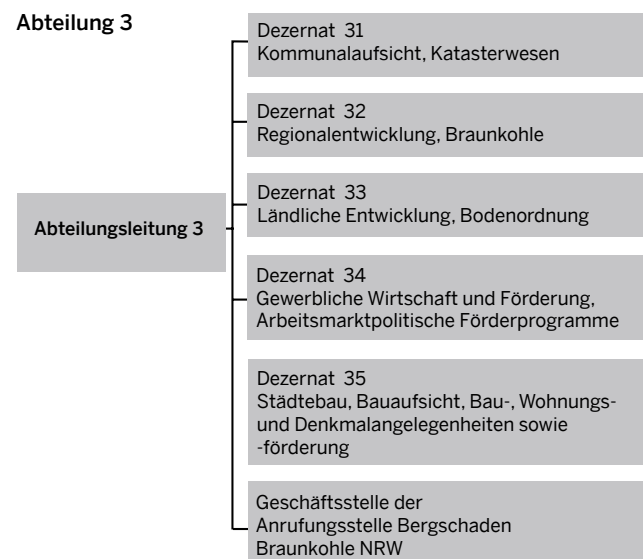 Abteilung 3
Abteilungsleitung 3
Dezernat 31
Kommunalaufsicht, Katasterwesen
Dezernat 32
Regionalentwicklung, Braunkohle
Dezernat 33
Ländliche Entwicklung, Bodenordnung
Dezernat 34
Gewerbliche Wirtschaft und Förderung,
Arbeitsmarktpolitische Förderprogramme
Dezernat 35
Städtebau, Bauaufsicht, Bau-, Wohnungs-
und Denkmalangelegenheiten sowie
-förderung
Geschäftsstelle der
Anrufungsstelle Bergschaden
Braunkohle NRW